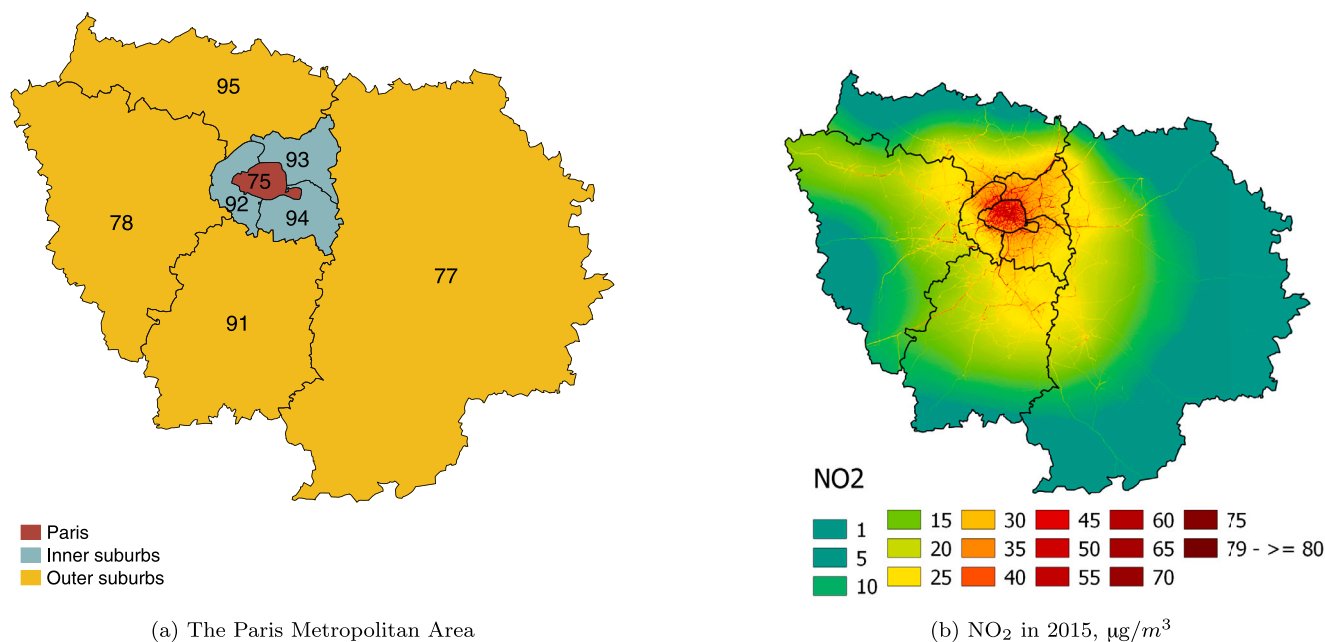 95
93
75
92
94
78
77
91
Paris
Inner suburbs
Outer suburbs
(a) The Paris Metropolitan Area
NO2
1 15 30 45 60 75
5 20 35 50 65 79 - >= 80
10 25 40 55 70
(b) NO₂ in 2015, µg/m³